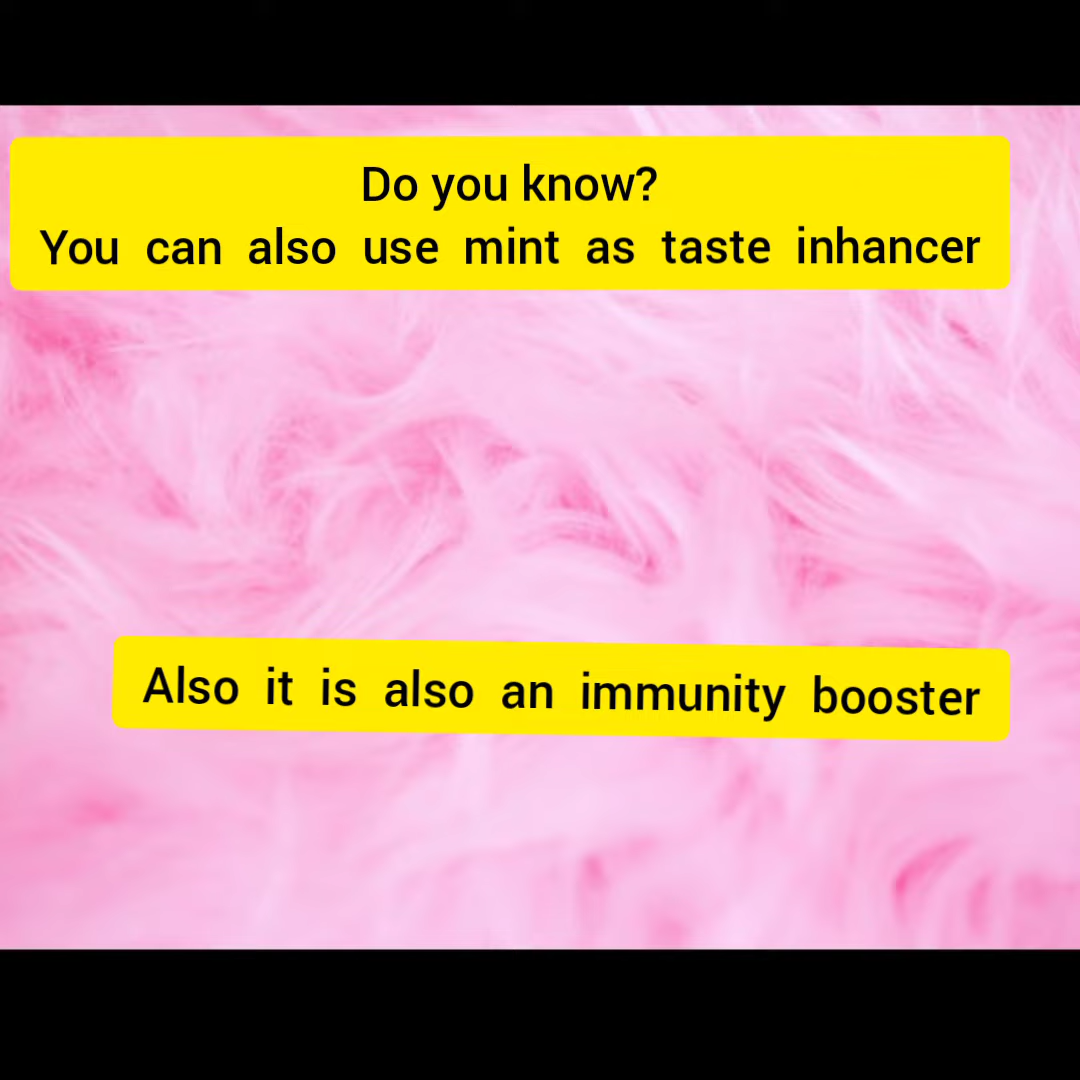 Do you know?
You can also use mint as taste inhancer
Also it is also an immunity booster